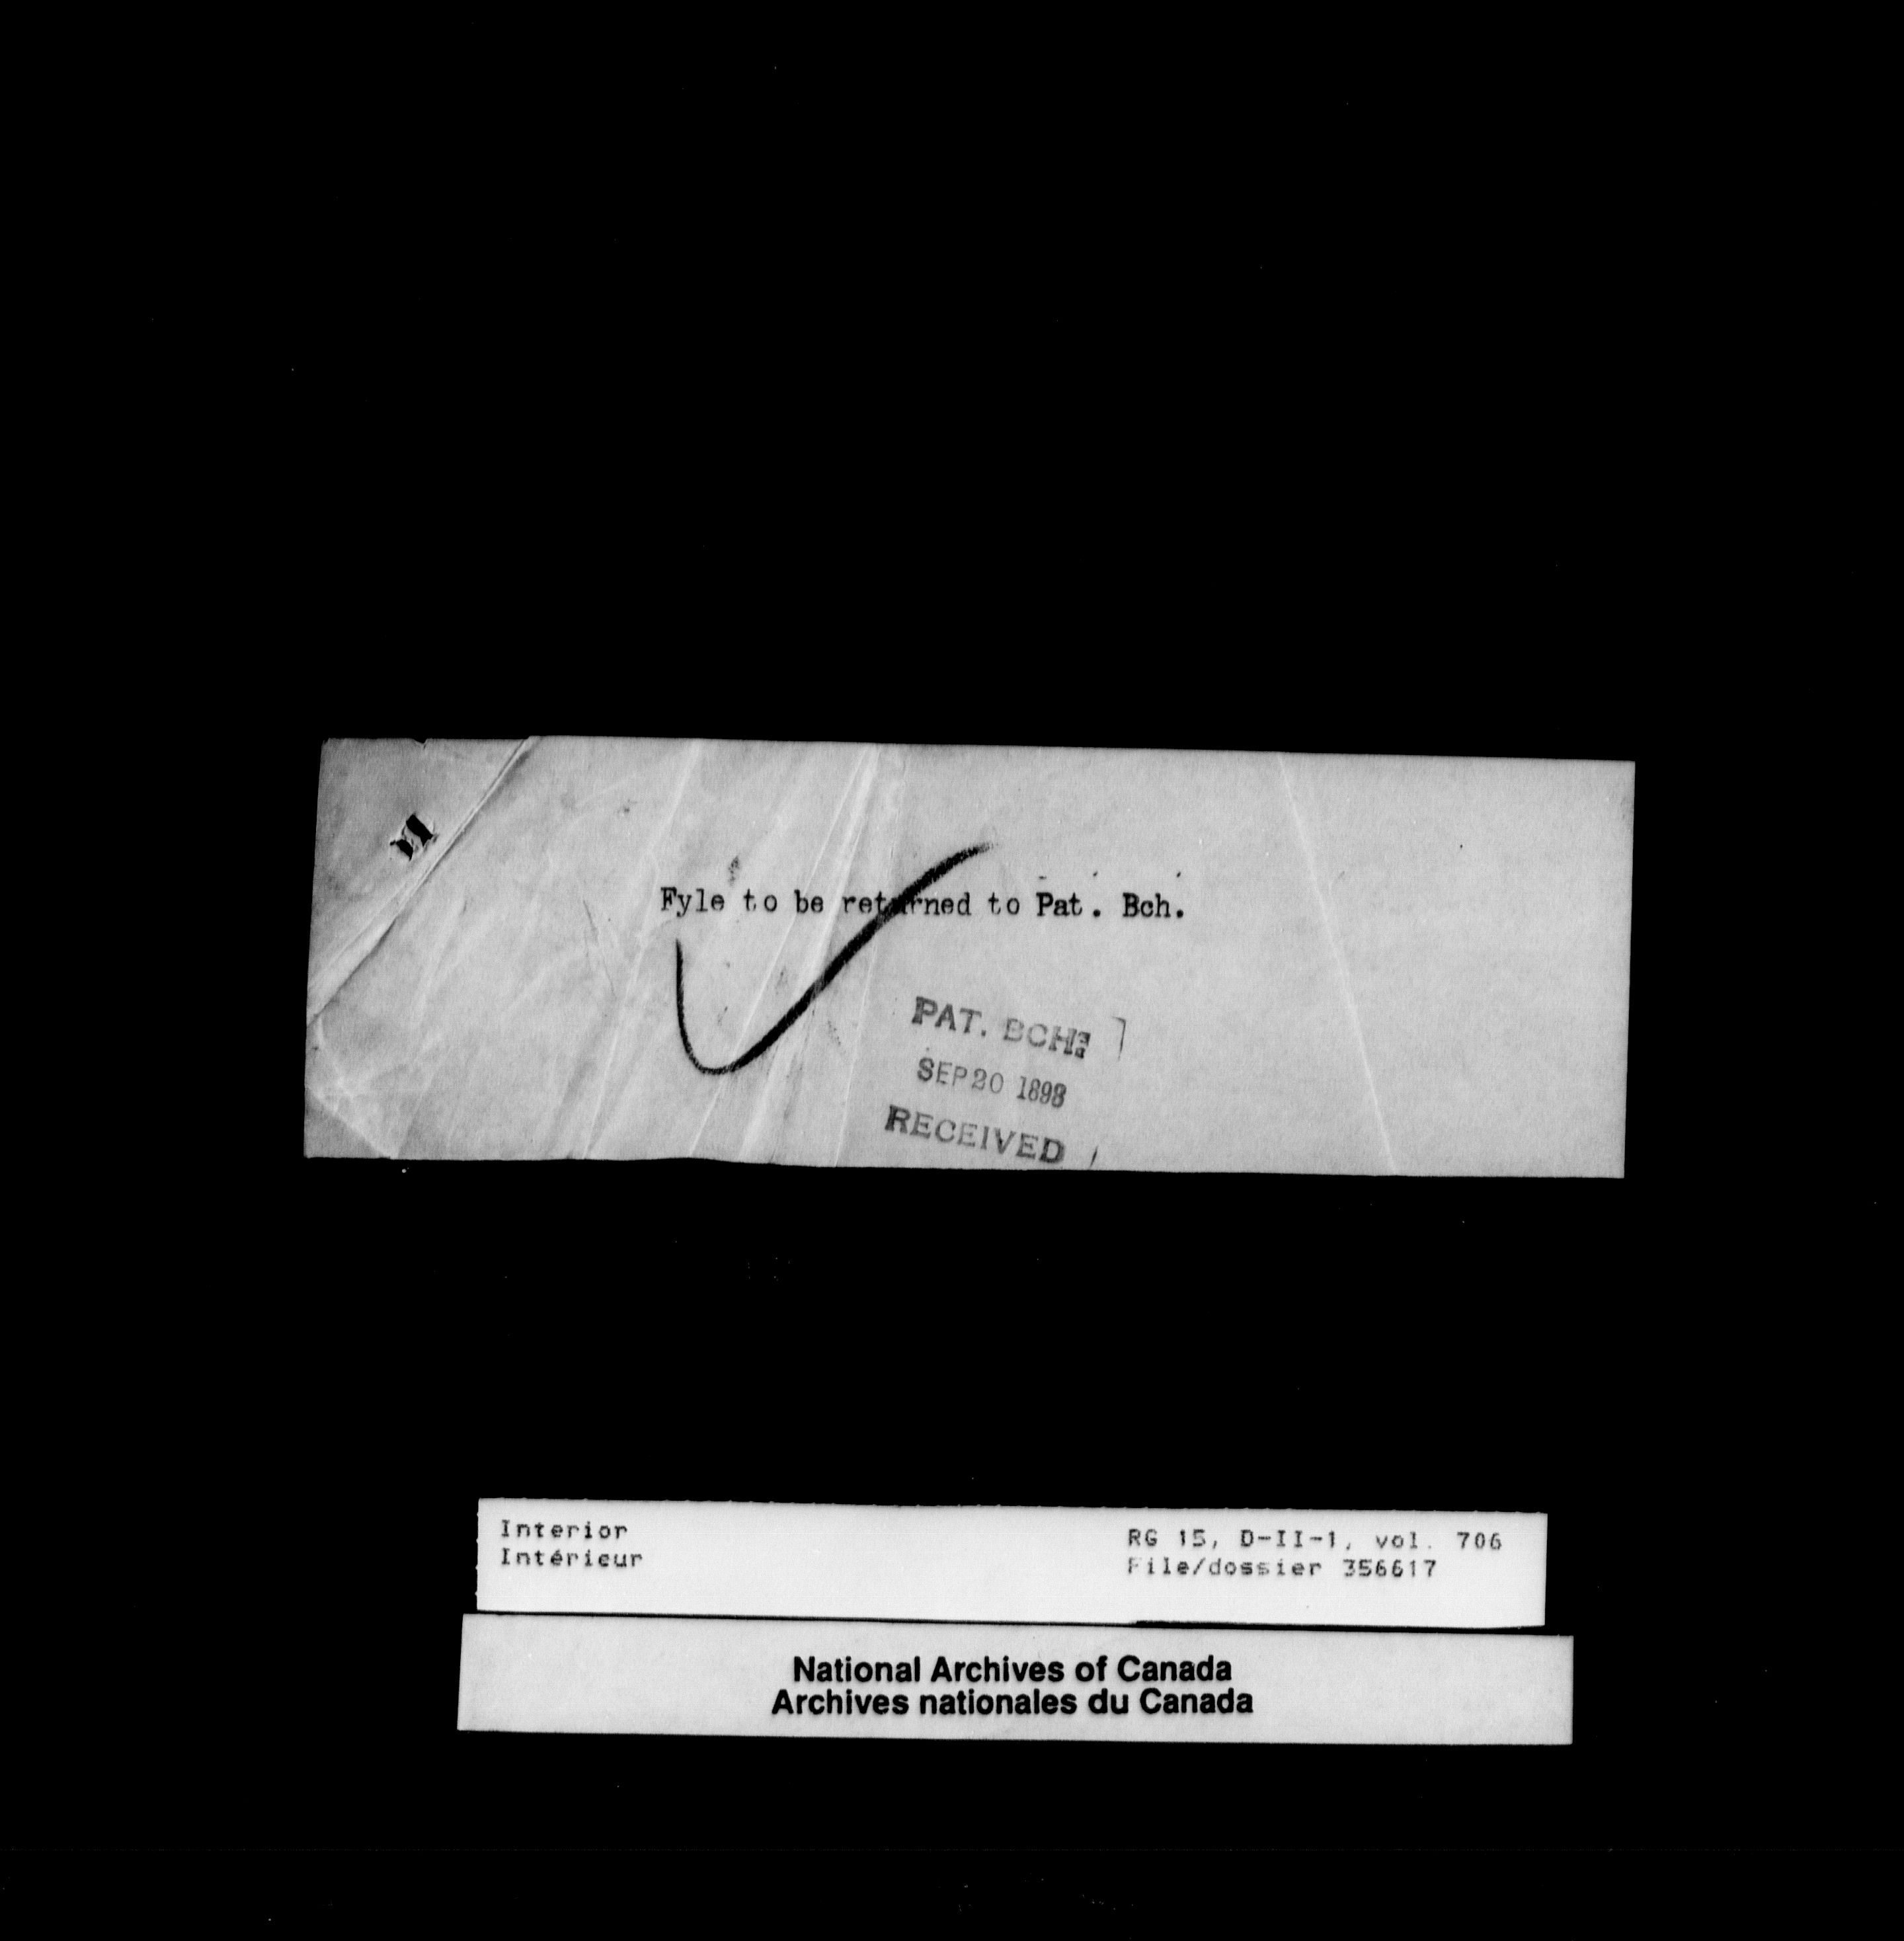 Fyle to be returned to Pat. Bch.
PAT. BCH.
SEP 20 1898
RECEIVED
Interior
Intérieur
RG 15, D-II-1, vol. 706
File/dossier 356617
National Archives of Canada
Archives nationales du Canada